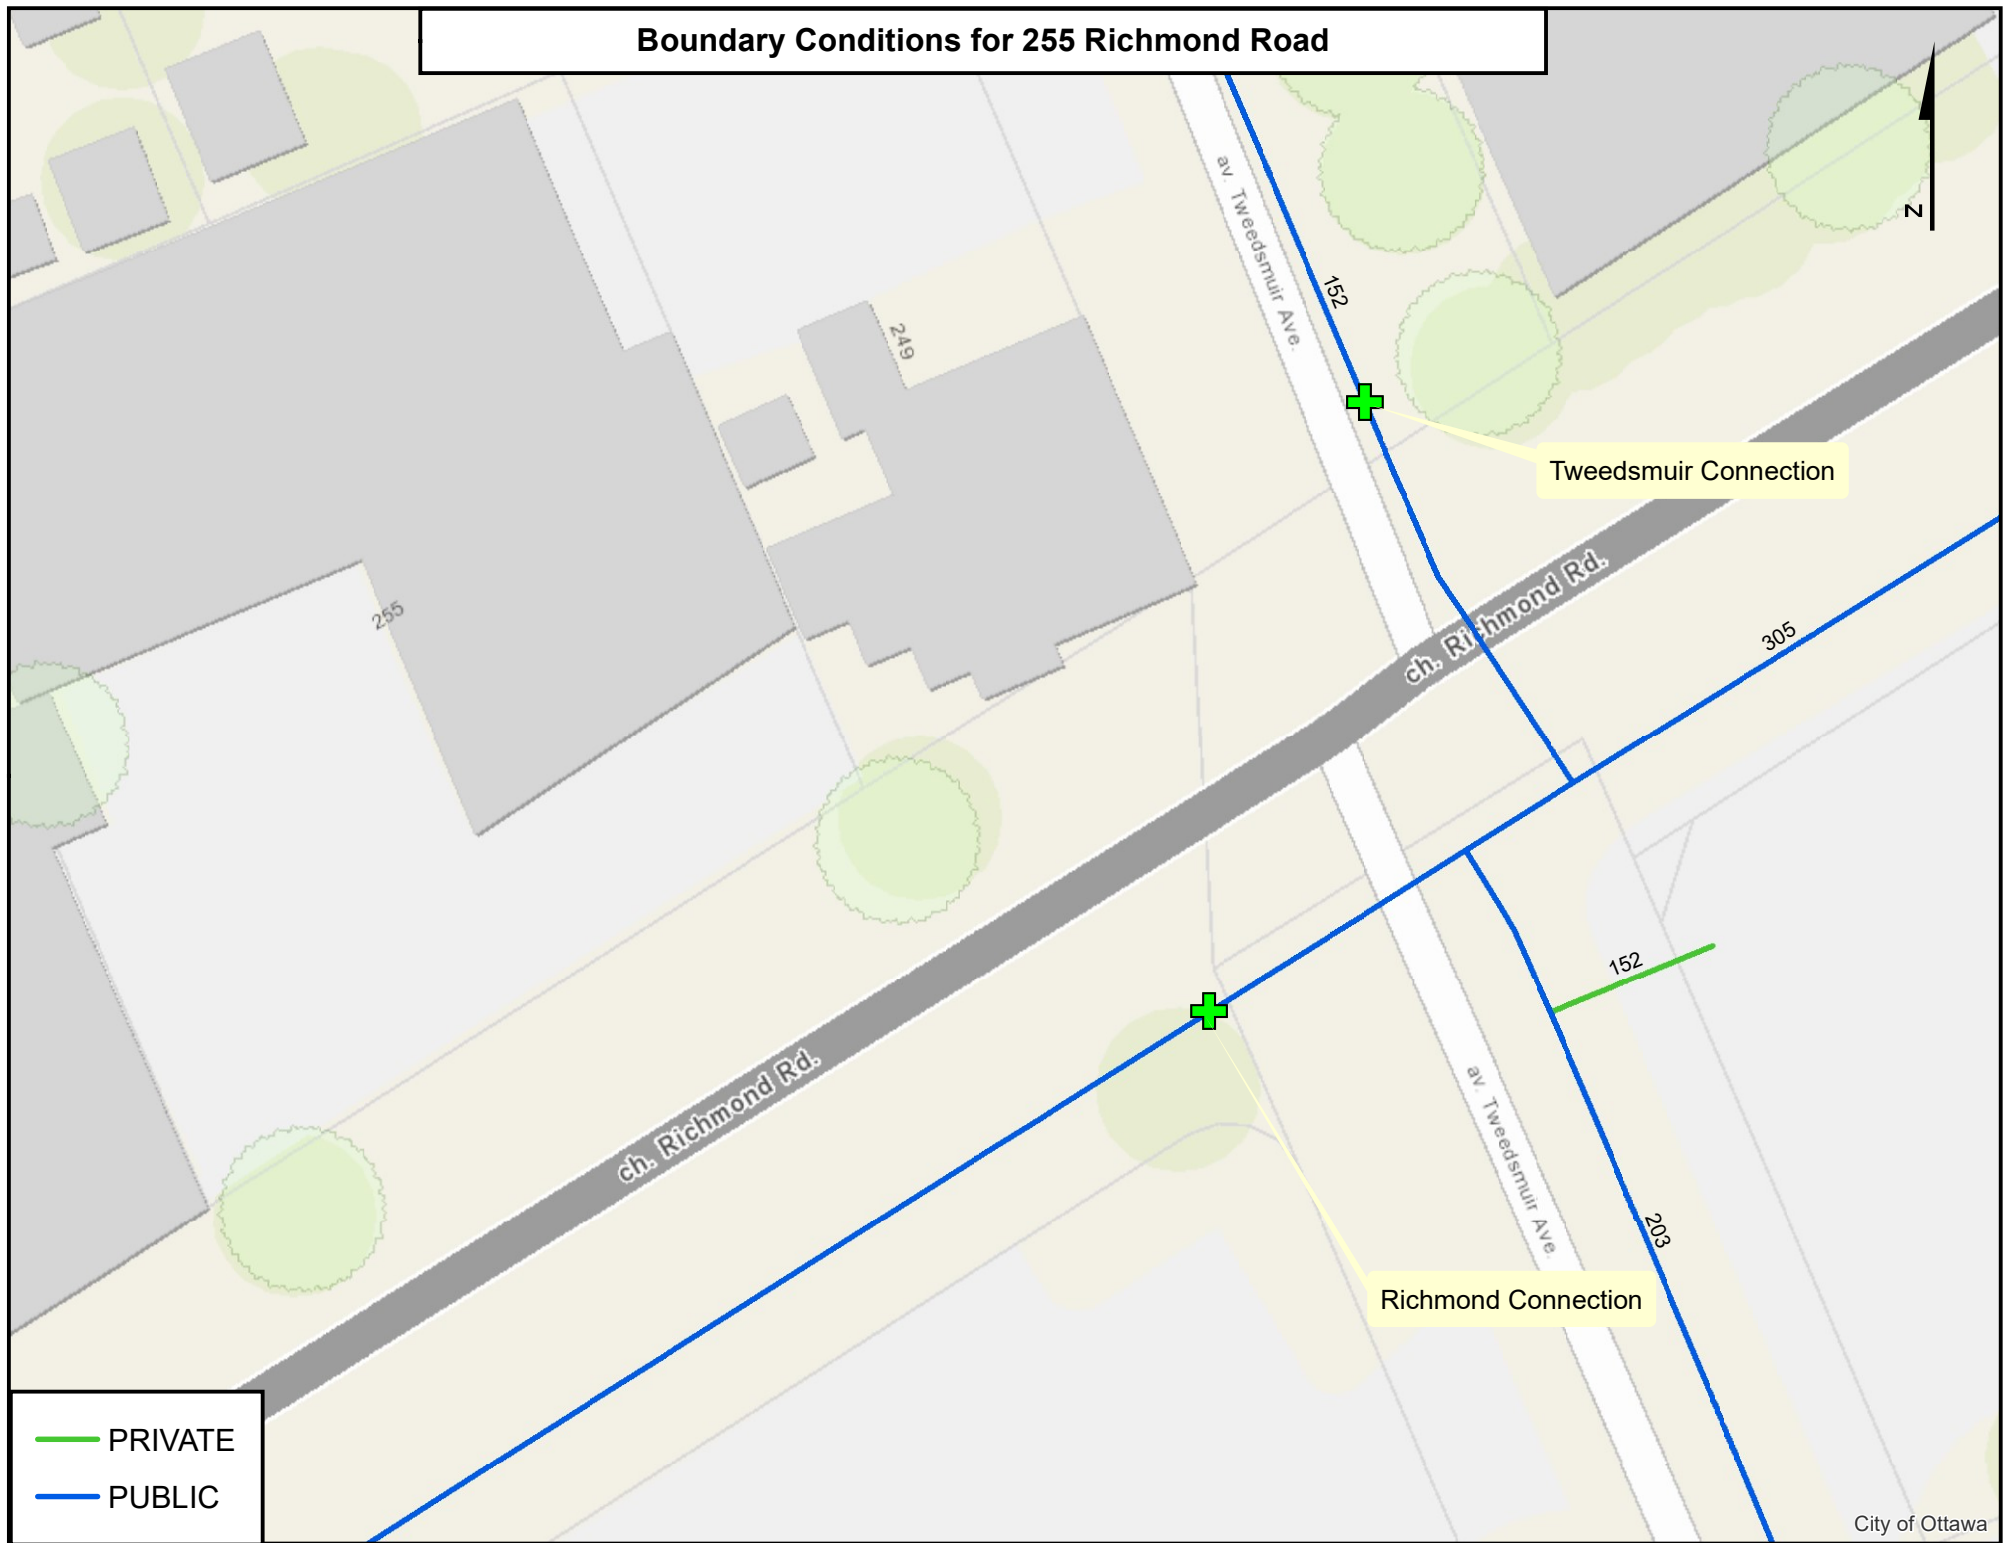 Boundary Conditions for 255 Richmond Road
av. Tweedsmuir Ave.
152
N
249
Tweedsmuir Connection
255
ch. Richmond Rd.
305
152
ch. Richmond Rd.
av. Tweedsmuir Ave.
203
Richmond Connection
PRIVATE
PUBLIC
City of Ottawa